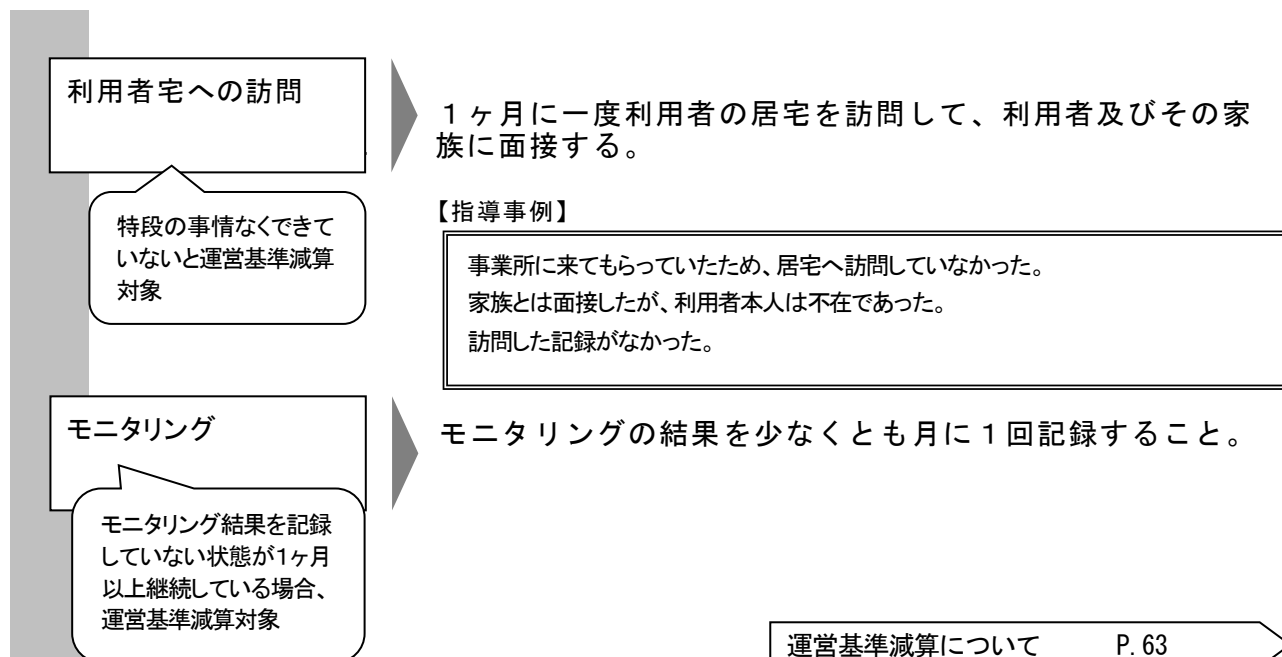 利用者宅への訪問
１ヶ月に一度利用者の居宅を訪問して、利用者及びその家
族に面接する。
特段の事情なくできて
いないと運営基準減算
対象
【指導事例】
事業所に来てもらっていたため、居宅へ訪問していなかった。
家族とは面接したが、利用者本人は不在であった。
訪問した記録がなかった。
モニタリング
モニタリングの結果を少なくとも月に１回記録すること。
モニタリング結果を記録
していない状態が1ヶ月
以上継続している場合、
運営基準減算対象
運営基準減算について P.63